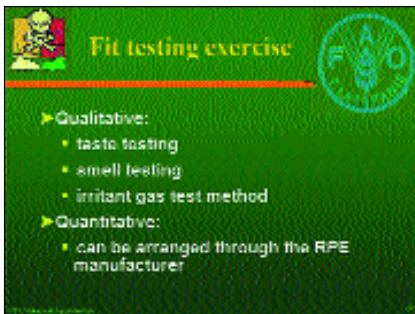 Fit testing exercise
F A O
➤Qualitative:
• taste testing
• smell testing
• irritant gas test method
➤Quantitative:
• can be arranged through the RPE
manufacturer